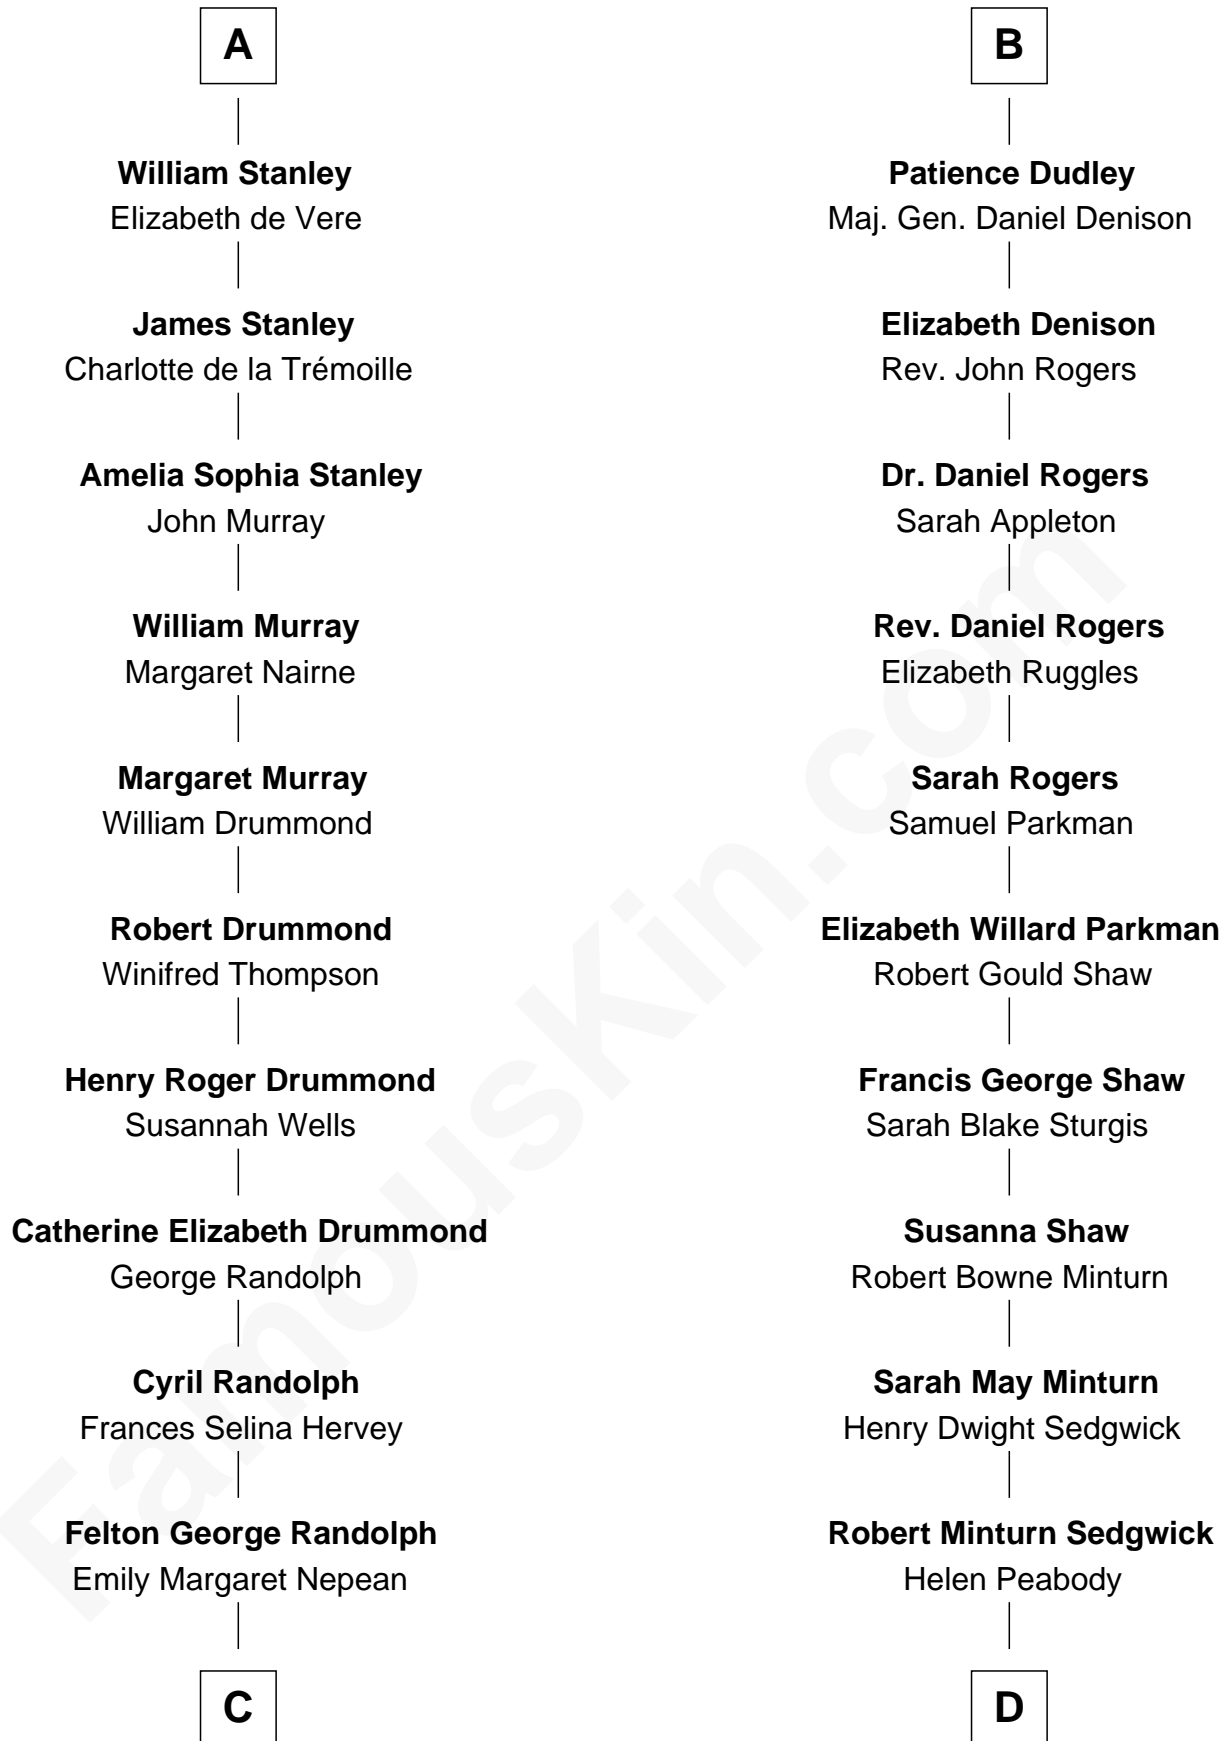 A
William Stanley
Elizabeth de Vere
James Stanley
Charlotte de la Trémoille
Amelia Sophia Stanley
John Murray
William Murray
Margaret Nairne
Margaret Murray
William Drummond
Robert Drummond
Winifred Thompson
Henry Roger Drummond
Susannah Wells
Catherine Elizabeth Drummond
George Randolph
Cyril Randolph
Frances Selina Hervey
Felton George Randolph
Emily Margaret Nepean
C
B
Patience Dudley
Maj. Gen. Daniel Denison
Elizabeth Denison
Rev. John Rogers
Dr. Daniel Rogers
Sarah Appleton
Rev. Daniel Rogers
Elizabeth Ruggles
Sarah Rogers
Samuel Parkman
Elizabeth Willard Parkman
Robert Gould Shaw
Francis George Shaw
Sarah Blake Sturgis
Susanna Shaw
Robert Bowne Minturn
Sarah May Minturn
Henry Dwight Sedgwick
Robert Minturn Sedgwick
Helen Peabody
D
FamousKin.com